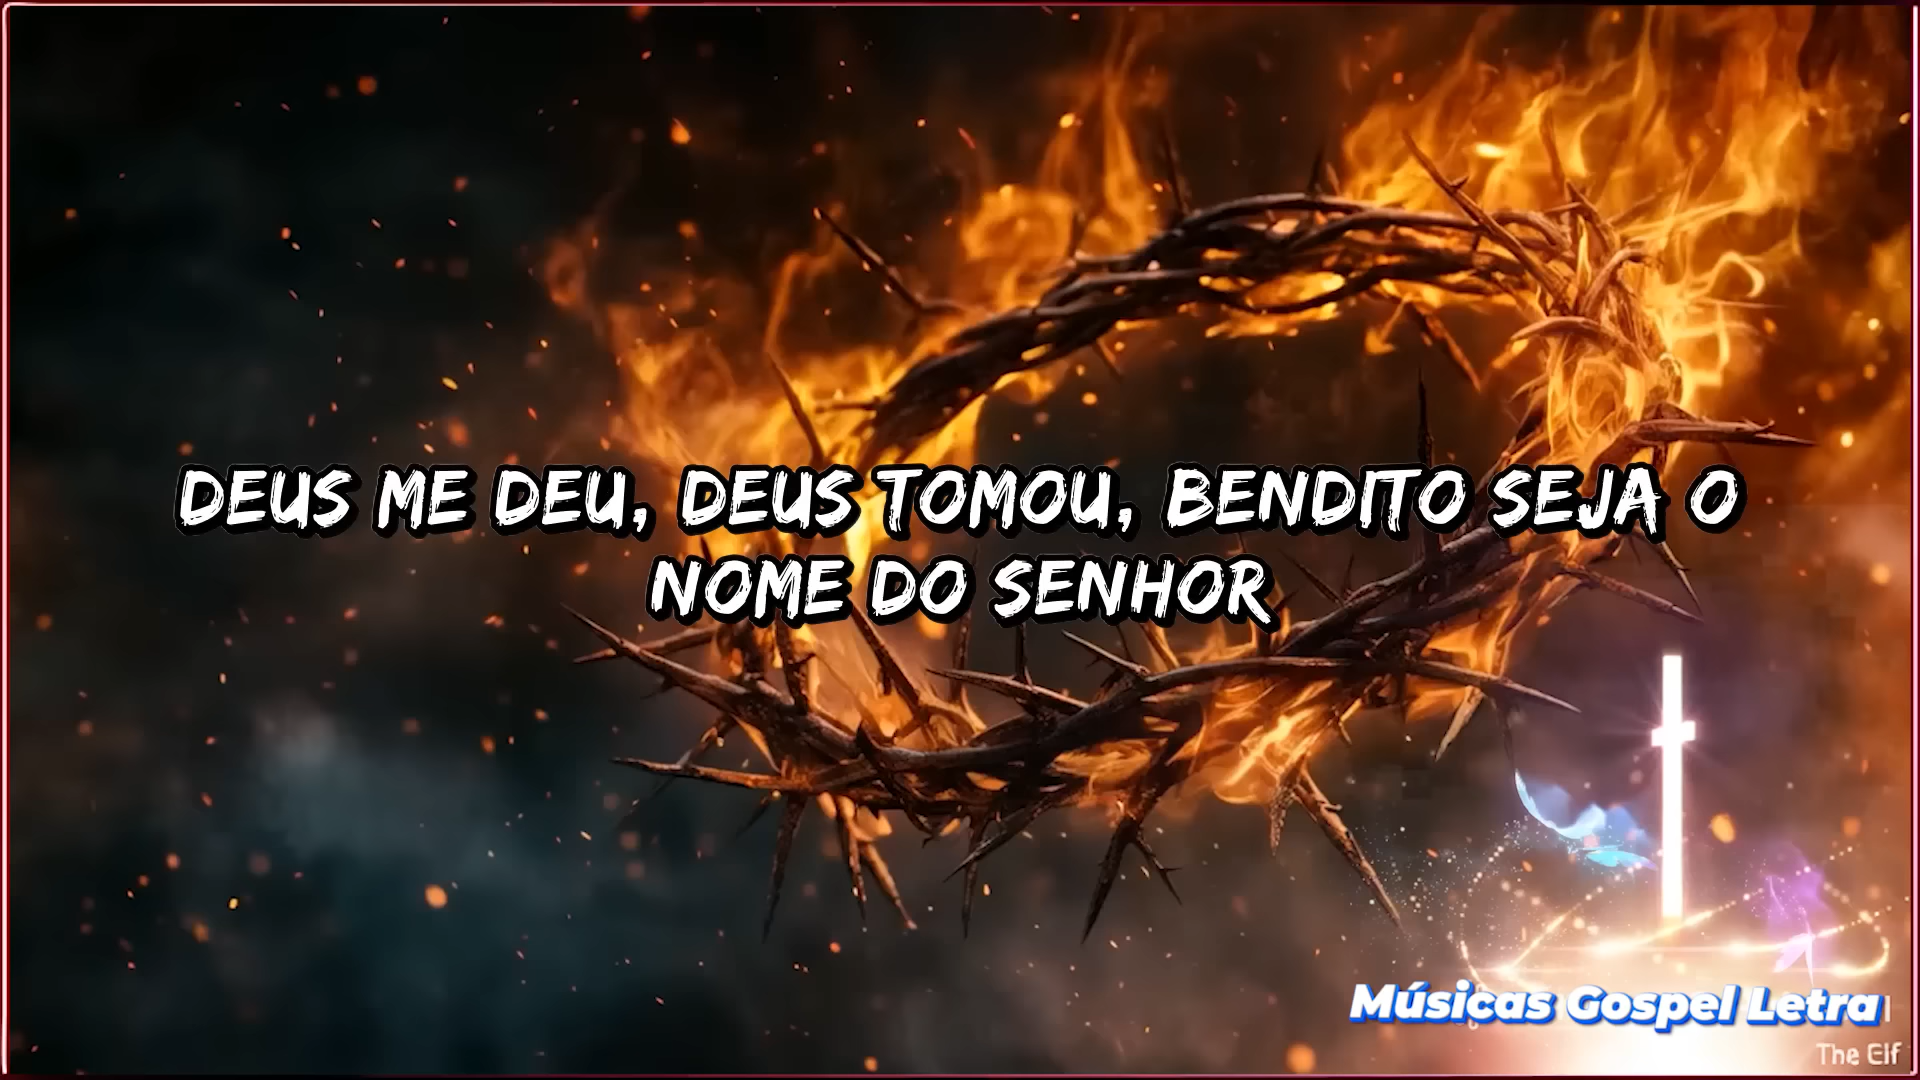 DEUS ME DEU, DEUS TOMOU, BENDITO SEJA O
NOME DO SENHOR
Músicas Gospel Letra
The Elf